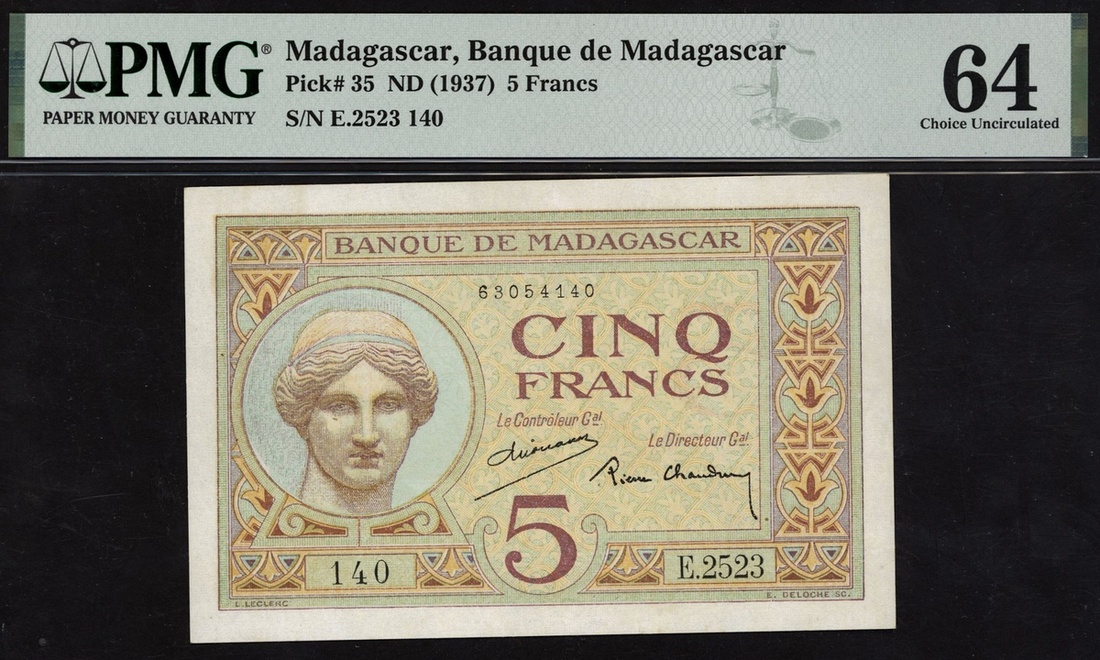 PMG®
PAPER MONEY GUARANTY
Madagascar, Banque de Madagascar
Pick# 35 ND (1937) 5 Francs
S/N E.2523 140
64
Choice Uncirculated
BANQUE DE MADAGASCAR
63054140
CINQ
FRANCS
Le Contrôleur Gal
Le Directeur Gal
5
140
E.2523
L. LECLERC
E. DELOCHE SC.